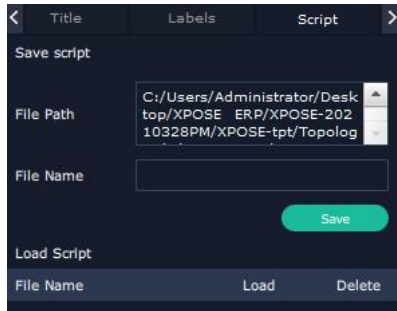 Title Labels Script
Save script
File Path
C:/Users/Administrator/Desk
top/XPOSE ERP/XPOSE-202
10328PM/XPOSE-tpt/Topolog
File Name
Save
Load Script
File Name Load Delete